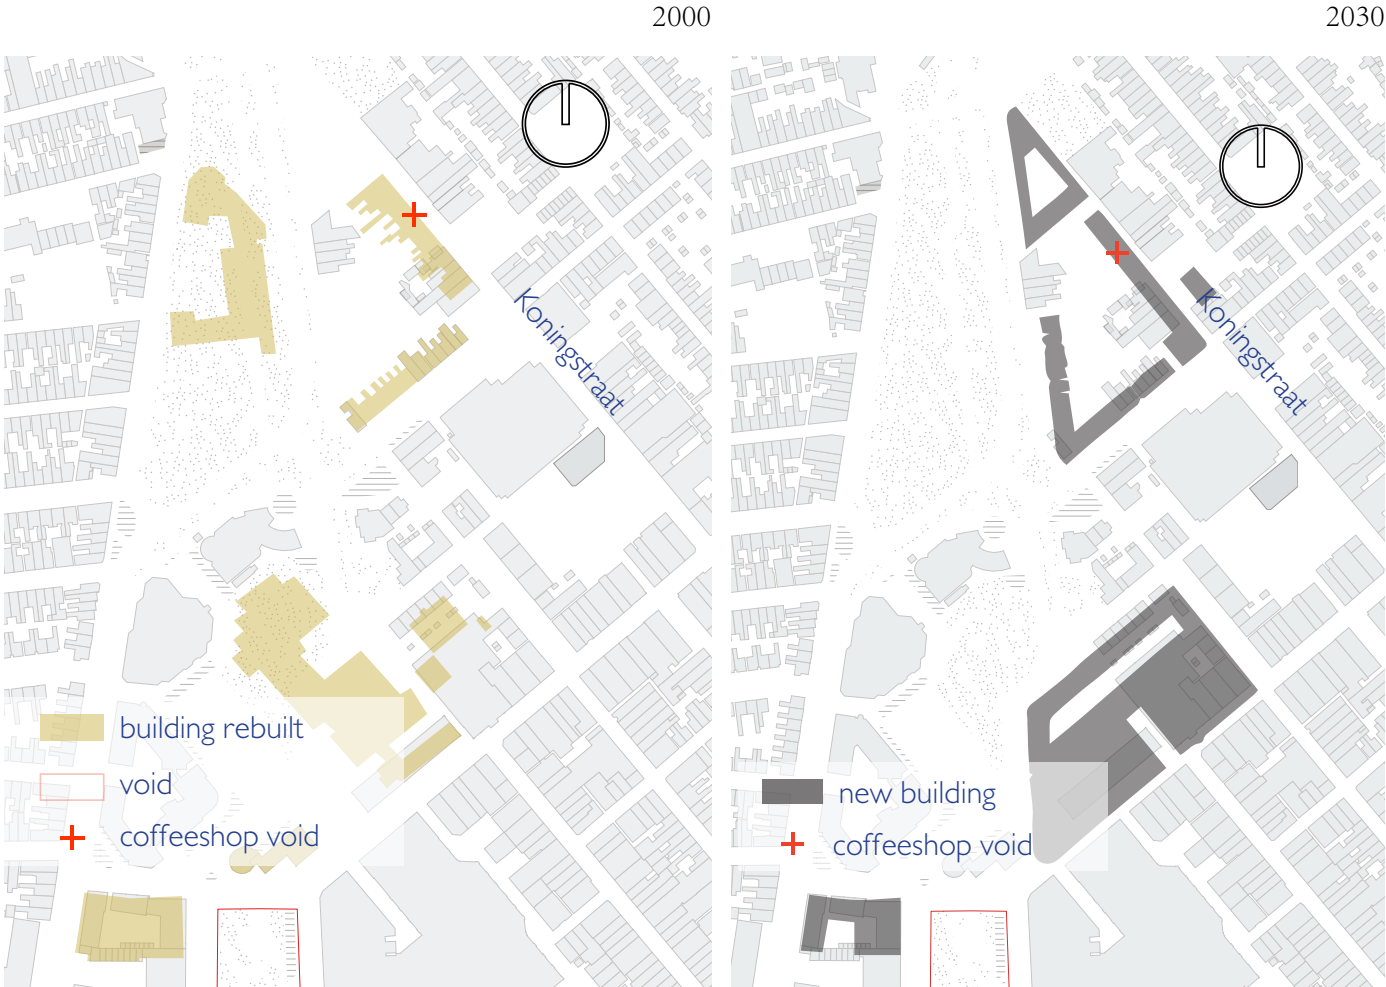 2000
2030
Koningstraat
Koningstraat
building rebuilt
void
coffeeshop void
new building
coffeeshop void